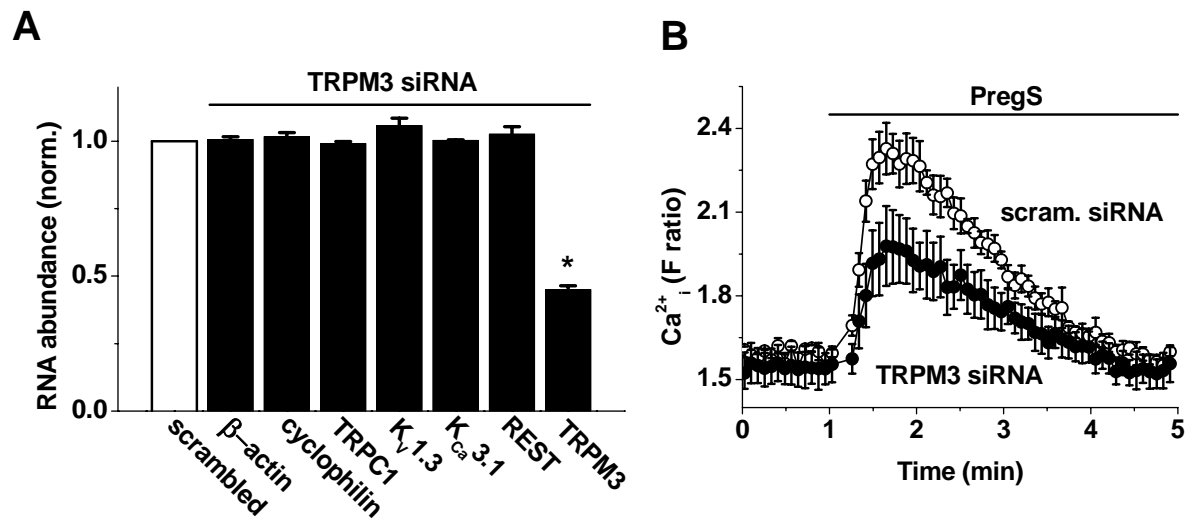 A
TRPM3 siRNA
RNA abundance (norm.)
1.0
0.5
0.0
*
scrambled
β–actin
cyclophilin
TRPC1
Kv1.3
KCa3.1
REST
TRPM3
B
PregS
Ca2+i (F ratio)
2.4
2.1
1.8
1.5
scram. siRNA
TRPM3 siRNA
0 1 2 3 4 5
Time (min)